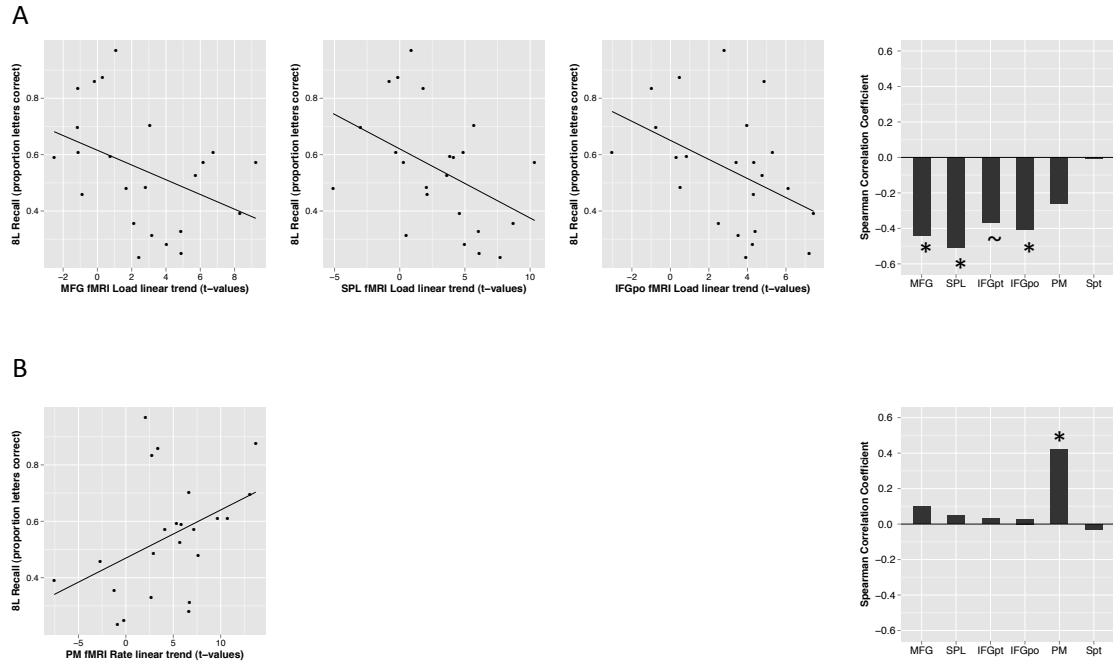 A
8L Recall (proportion letters correct)
0.8
0.6
0.4
−2 0 2 4 6 8
MFG fMRI Load linear trend (t−values)
8L Recall (proportion letters correct)
0.8
0.6
0.4
−5 0 5 10
SPL fMRI Load linear trend (t−values)
8L Recall (proportion letters correct)
0.8
0.6
0.4
−2 0 2 4 6
IFGpo fMRI Load linear trend (t−values)
Spearman Correlation Coefficient
0.6
0.4
0.2
0.0
−0.2
−0.4
−0.6
* * ~ *
MFG SPL IFGpt IFGpo PM Spt
B
8L Recall (proportion letters correct)
0.8
0.6
0.4
−5 0 5 10
PM fMRI Rate linear trend (t−values)
Spearman Correlation Coefficient
0.6
0.4
0.2
0.0
−0.2
−0.4
−0.6
*
MFG SPL IFGpt IFGpo PM Spt